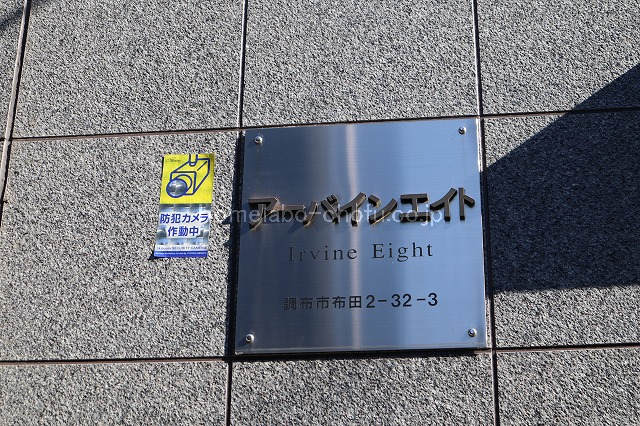 防犯カメラ
作動中
アーバインエイト
Irvine Eight
調布市布田2-32-3